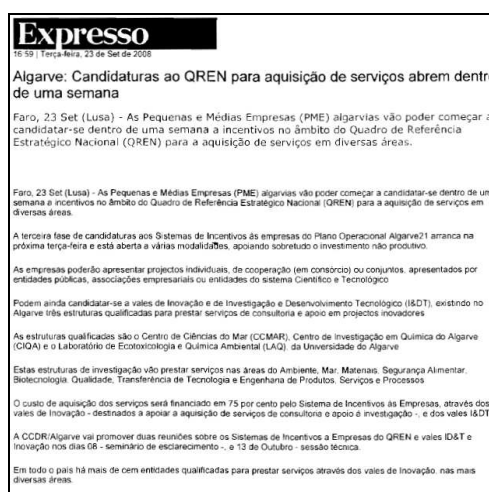 Expresso
16:59 | Terça-feira, 23 de Set de 2008
Algarve: Candidaturas ao QREN para aquisição de serviços abrem dentr
de uma semana
Faro, 23 Set (Lusa) - As Pequenas e Médias Empresas (PME) algarvias vão poder começar a
candidatar-se dentro de uma semana a incentivos no âmbito do Quadro de Referência
Estratégico Nacional (QREN) para a aquisição de serviços em diversas áreas.
Faro, 23 Set (Lusa) - As Pequenas e Médias Empresas (PME) algarvias vão poder começar a candidatar-se dentro de um
semana a incentivos no âmbito do Quadro de Referência Estratégico Nacional (QREN) para a aquisição de serviços em
diversas áreas.
A terceira fase de candidaturas aos Sistemas de Incentivos às empresas do Plano Operacional Algarve21 arranca na
próxima terça-feira e está aberta a várias modalidades, apoiando sobretudo o investimento não produtivo.
As empresas poderão apresentar projectos individuais, de cooperação (em consórcio) ou conjuntos, apresentados por
entidades públicas, associações empresariais ou entidades do sistema Científico e Tecnológico
Podem ainda candidatar-se a vales de Inovação e de Investigação e Desenvolvimento Tecnológico (I&DT), existindo no
Algarve três estruturas qualificadas para prestar serviços de consultoria e apoio em projectos inovadores
As estruturas qualificadas são o Centro de Ciências do Mar (CCMAR), Centro de Investigação em Química do Algarve
(CIQA) e o Laboratório de Ecotoxicologia e Química Ambiental (LAQ), da Universidade do Algarve
Estas estruturas de investigação vão prestar serviços nas áreas do Ambiente, Mar, Materiais, Segurança Alimentar,
Biotecnologia, Qualidade, Transferência de Tecnologia e Engenharia de Produtos, Serviços e Processos
O custo de aquisição dos serviços será financiado em 75 por cento pelo Sistema de Incentivos às Empresas, através dos
vales de Inovação - destinados a apoiar a aquisição de serviços de consultoria e apoio é investigação -, e dos vales I&DT
A CCDR/Algarve vai promover duas reuniões sobre os Sistemas de Incentivos a Empresas do QREN e vales ID&T e
Inovação nos dias 08 - seminário de esclarecimento -, e 13 de Outubro - sessão técnica.
Em todo o país há mais de cem entidades qualificadas para prestar serviços através dos vales de Inovação, nas mais
diversas áreas.